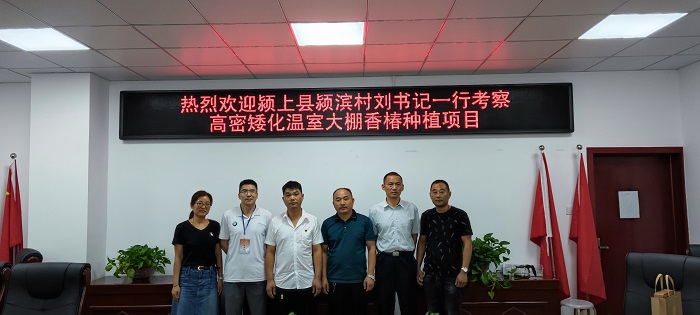 热烈欢迎颍上县颍滨村刘书记一行考察
高密矮化温室大棚香椿种植项目